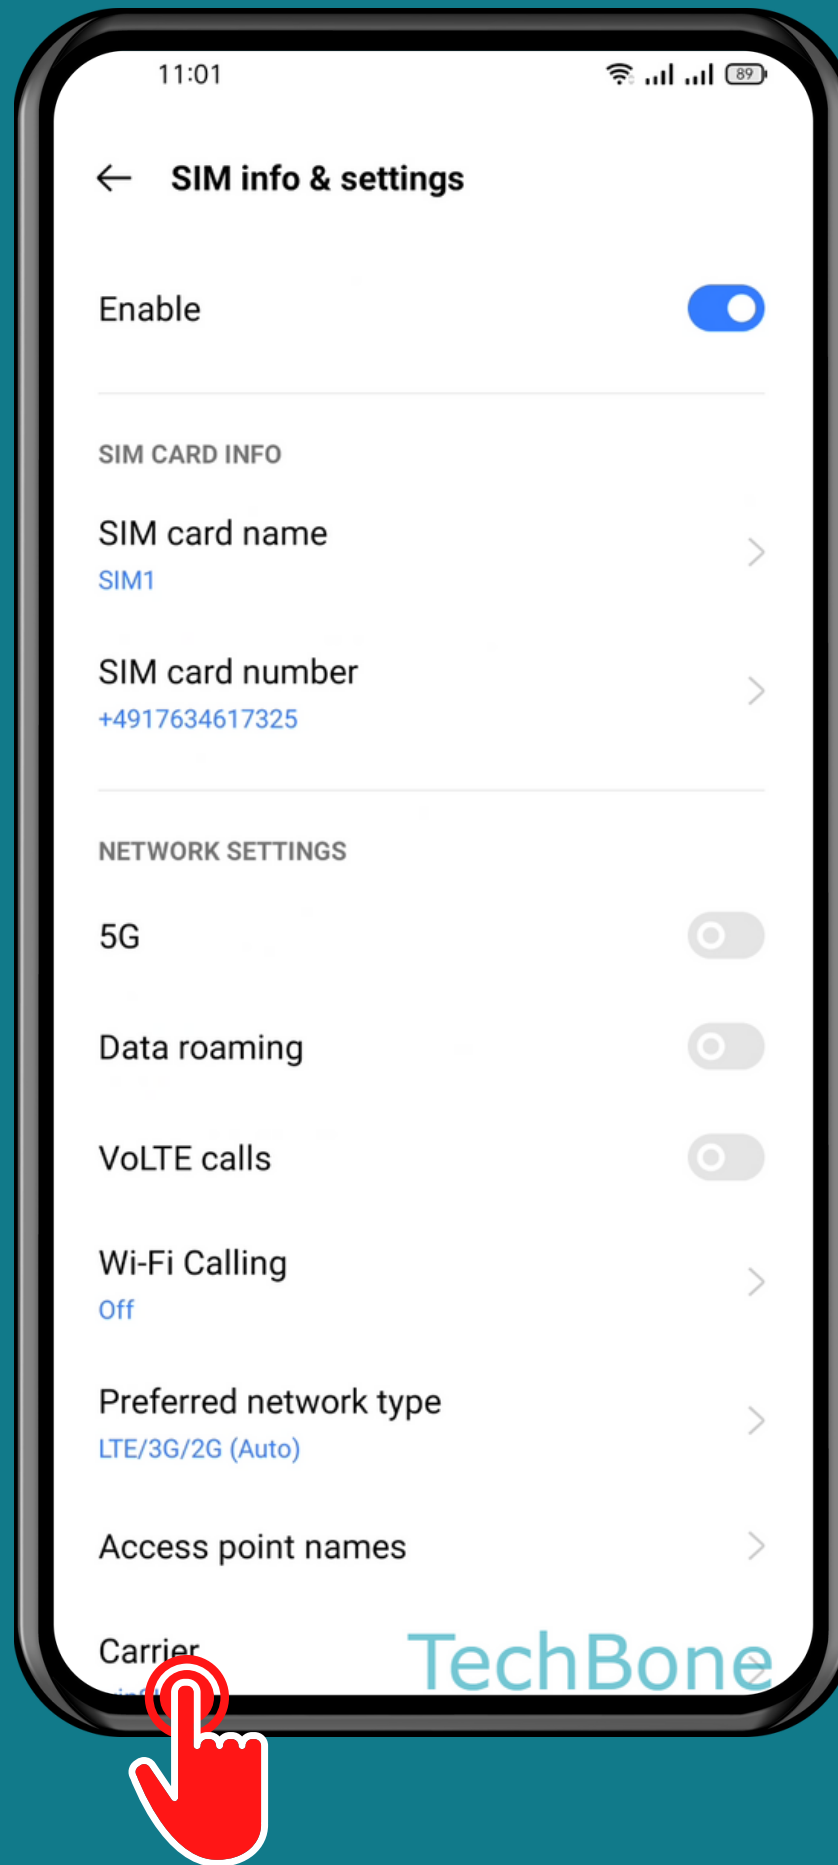 11:01
89
SIM info & settings
Enable
SIM CARD INFO
SIM card name
SIM1
SIM card number
+4917634617325
NETWORK SETTINGS
5G
Data roaming
VoLTE calls
Wi-Fi Calling
Off
Preferred network type
LTE/3G/2G (Auto)
Access point names
Carrier
TechBone